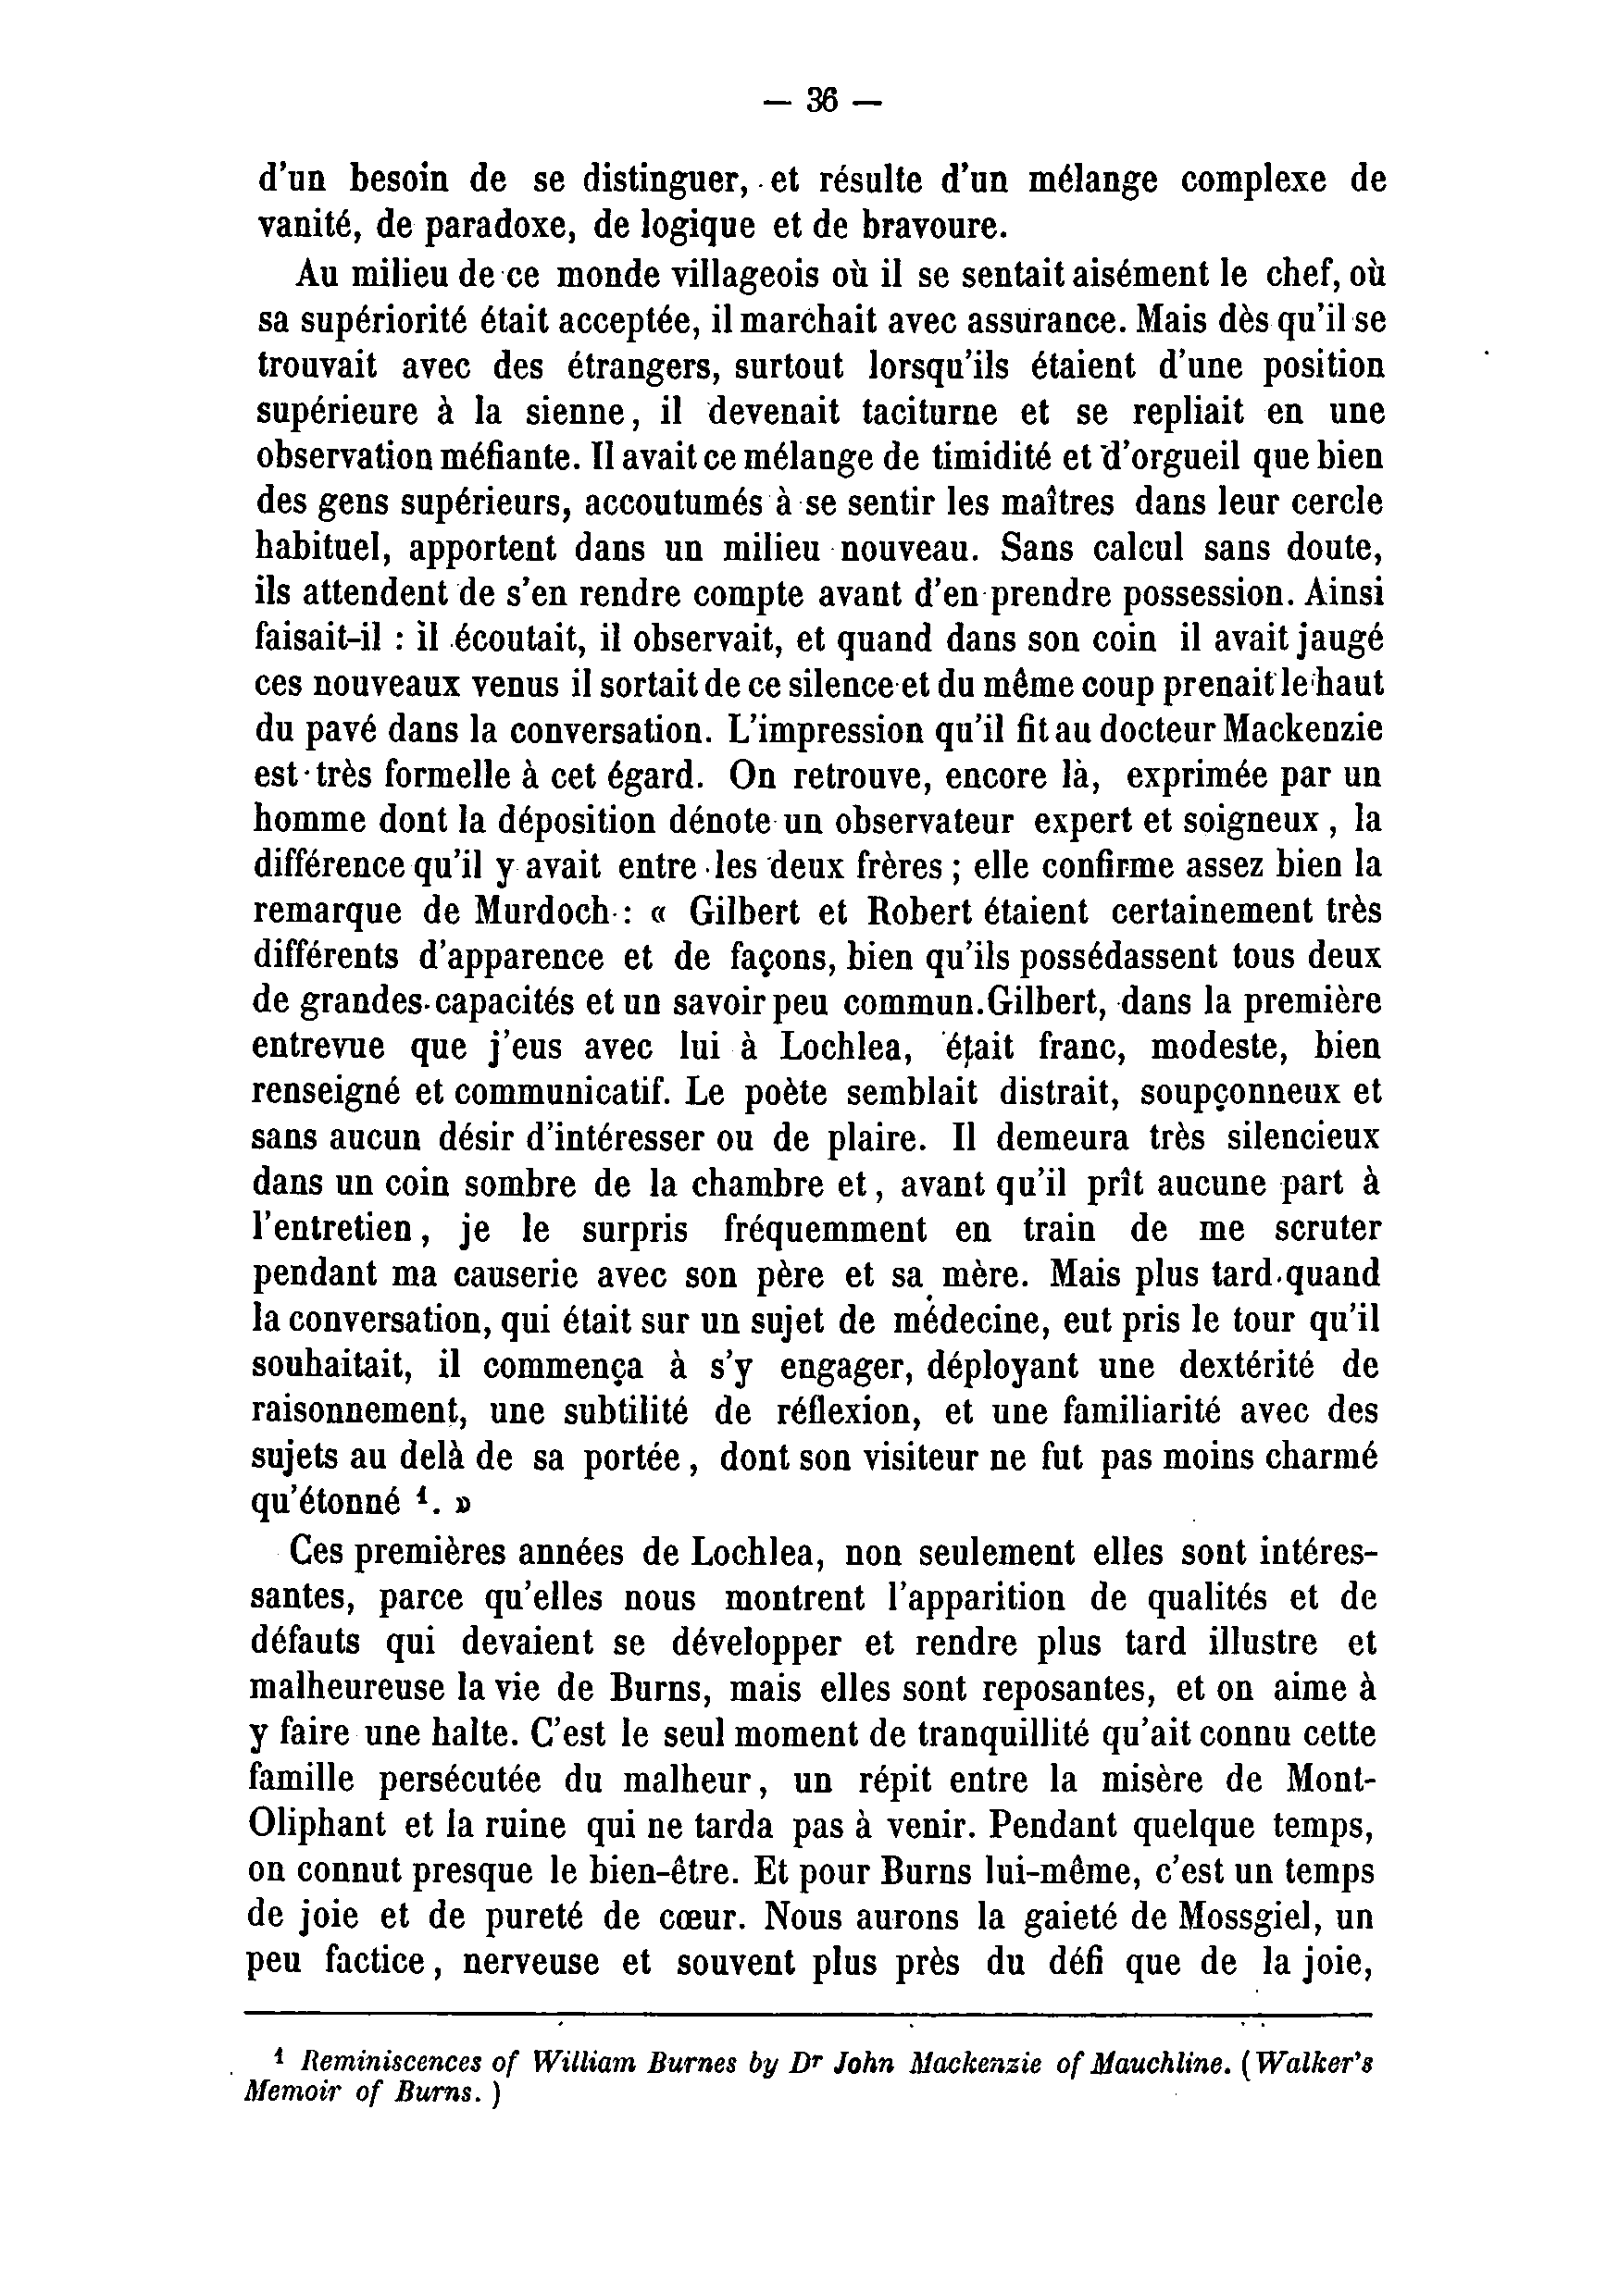 — 36 —
d'un besoin de se distinguer, et résulte d'un mélange complexe de
vanité, de paradoxe, de logique et de bravoure.
Au milieu de ce monde villageois où il se sentait aisément le chef, où
sa supériorité était acceptée, il marchait avec assurance. Mais dès qu'il se
trouvait avec des étrangers, surtout lorsqu'ils étaient d'une position
supérieure à la sienne, il devenait taciturne et se repliait en une
observation méfiante. Il avait ce mélange de timidité et d'orgueil que bien
des gens supérieurs, accoutumés à se sentir les maîtres dans leur cercle
habituel, apportent dans un milieu nouveau. Sans calcul sans doute,
ils attendent de s'en rendre compte avant d'en prendre possession. Ainsi
faisait-il : il écoutait, il observait, et quand dans son coin il avait jaugé
ces nouveaux venus il sortait de ce silence et du même coup prenait le haut
du pavé dans la conversation. L'impression qu'il fit au docteur Mackenzie
est très formelle à cet égard. On retrouve, encore là, exprimée par un
homme dont la déposition dénote un observateur expert et soigneux, la
différence qu'il y avait entre les deux frères ; elle confirme assez bien la
remarque de Murdoch : « Gilbert et Robert étaient certainement très
différents d'apparence et de façons, bien qu'ils possédassent tous deux
de grandes capacités et un savoir peu commun. Gilbert, dans la première
entrevue que j'eus avec lui à Lochlea, était franc, modeste, bien
renseigné et communicatif. Le poète semblait distrait, soupçonneux et
sans aucun désir d'intéresser ou de plaire. Il demeura très silencieux
dans un coin sombre de la chambre et, avant qu'il prît aucune part à
l'entretien, je le surpris fréquemment en train de me scruter
pendant ma causerie avec son père et sa mère. Mais plus tard quand
la conversation, qui était sur un sujet de médecine, eut pris le tour qu'il
souhaitait, il commença à s'y engager, déployant une dextérité de
raisonnement, une subtilité de réflexion, et une familiarité avec des
sujets au delà de sa portée, dont son visiteur ne fut pas moins charmé
qu'étonné ¹. »
Ces premières années de Lochlea, non seulement elles sont intéres-
santes, parce qu'elles nous montrent l'apparition de qualités et de
défauts qui devaient se développer et rendre plus tard illustre et
malheureuse la vie de Burns, mais elles sont reposantes, et on aime à
y faire une halte. C'est le seul moment de tranquillité qu'ait connu cette
famille persécutée du malheur, un répit entre la misère de Mont-
Oliphant et la ruine qui ne tarda pas à venir. Pendant quelque temps,
on connut presque le bien-être. Et pour Burns lui-même, c'est un temps
de joie et de pureté de cœur. Nous aurons la gaieté de Mossgiel, un
peu factice, nerveuse et souvent plus près du défi que de la joie,
¹ Reminiscences of William Burnes by Dr John Mackenzie of Mauchline. (Walker's
Memoir of Burns.)